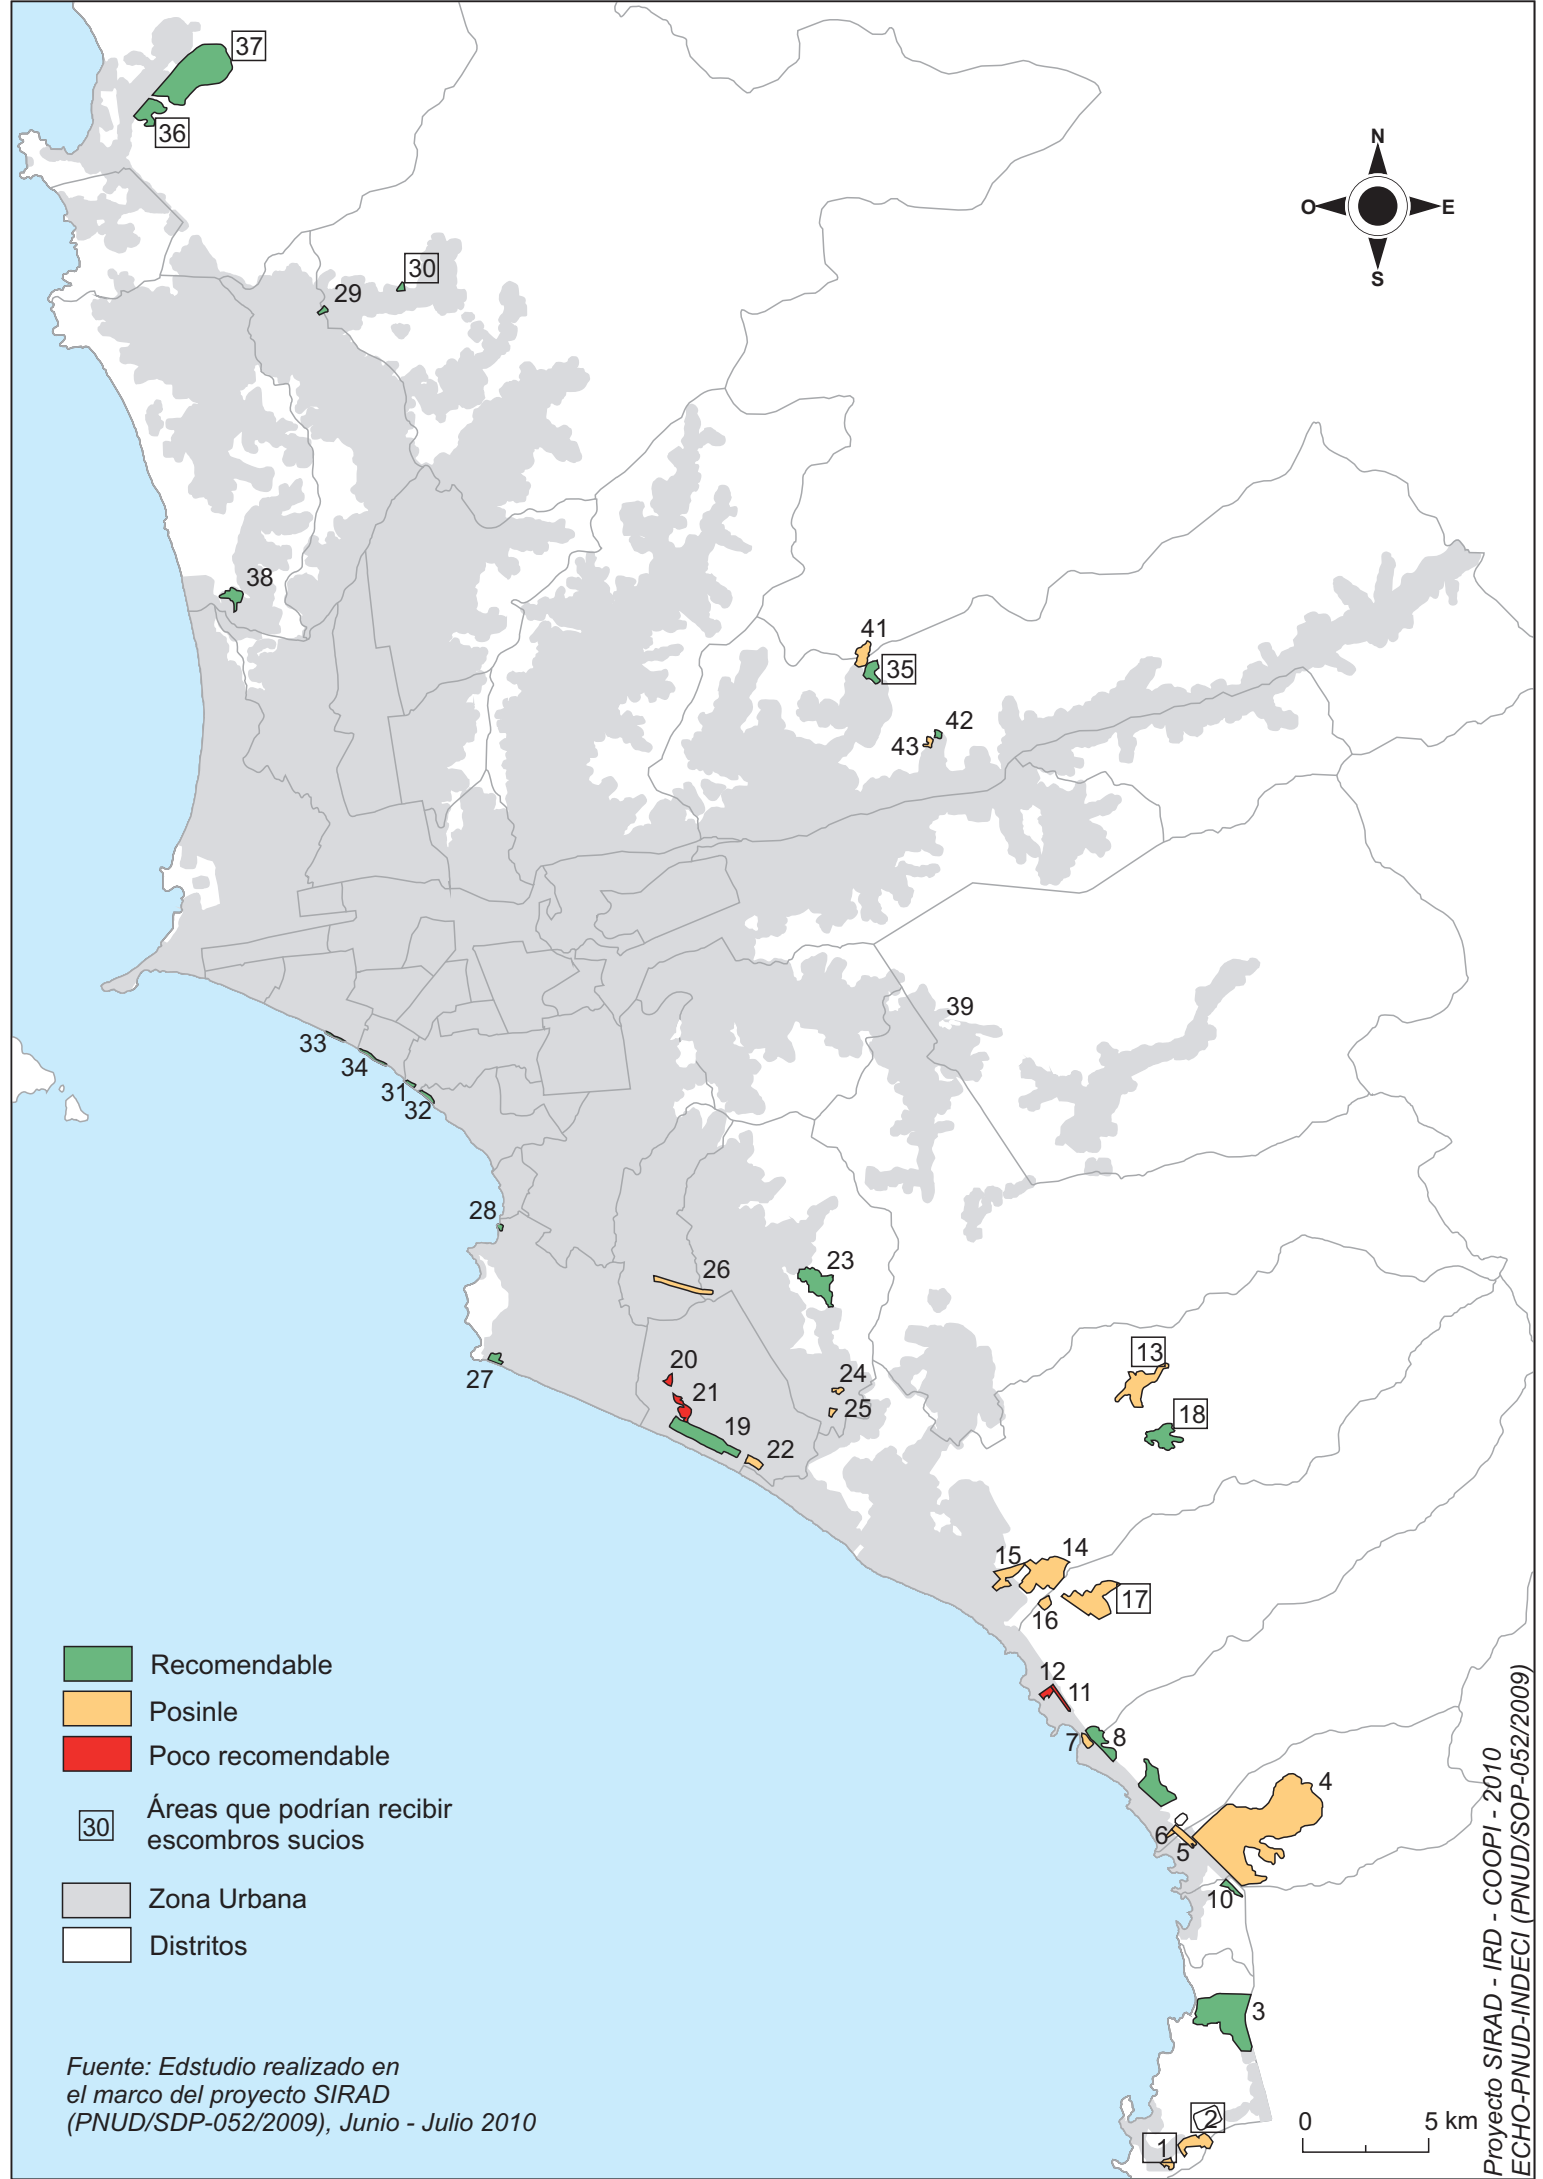 37
36
N
O
E
S
30
29
38
41
35
42
43
39
33
34
31
32
28
26
23
27
20
21
19
22
24
25
13
18
15
14
16
17
12
11
7
8
4
6
5
10
3
2
1
Recomendable
Posinle
Poco recomendable
30
Áreas que podrían recibir
escombros sucios
Zona Urbana
Distritos
Fuente: Edstudio realizado en
el marco del proyecto SIRAD
(PNUD/SDP-052/2009), Junio - Julio 2010
0
5 km
Proyecto SIRAD - IRD - COOPI - 2010
ECHO-PNUD-INDECI (PNUD/SOP-052/2009)